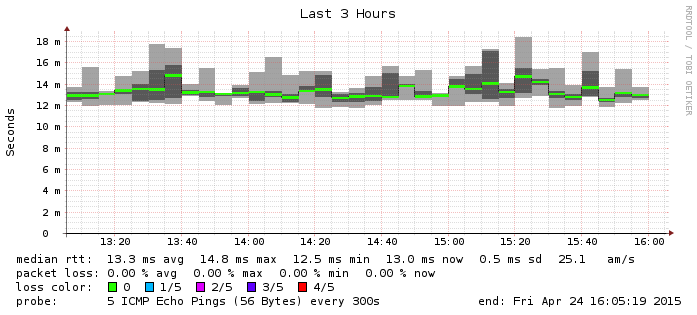 Last 3 Hours
RRDTOOL / TOBI OETIKER
Seconds
18 m
16 m
14 m
12 m
10 m
8 m
6 m
4 m
2 m
0
13:20 13:40 14:00 14:20 14:40 15:00 15:20 15:40 16:00
median rtt: 13.3 ms avg 14.8 ms max 12.5 ms min 13.0 ms now 0.5 ms sd 25.1 am/s
packet loss: 0.00 % avg 0.00 % max 0.00 % min 0.00 % now
loss color: 0 1/5 2/5 3/5 4/5
probe: 5 ICMP Echo Pings (56 Bytes) every 300s end: Fri Apr 24 16:05:19 2015